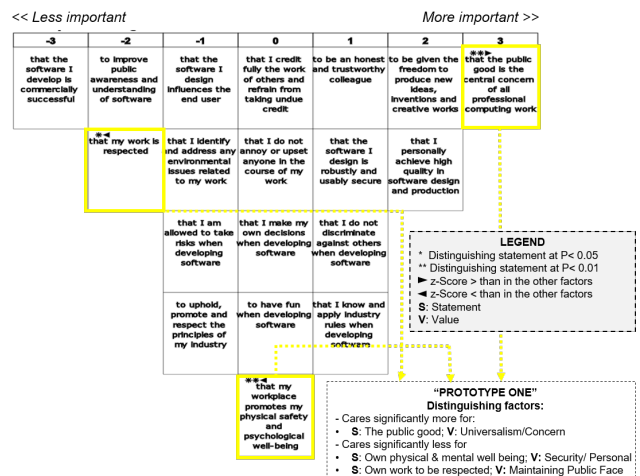 << Less important More important >>
-3 -2 -1 0 1 2 3
that the
software I
develop is
commercially
successful
to improve
public
awareness and
understanding
of software
that the
software I
design
influences the
end user
that I credit
fully the work
of others and
refrain from
taking undue
credit
to be an honest
and trustworthy
colleague
to be given the
freedom to
produce new
ideas,
inventions and
creative works
**►
that the public
good is the
central concern
of all
professional
computing work
*◄
that my work is
respected
that I identify
and address any
environmental
issues related
to my work
that I do not
annoy or upset
anyone in the
course of my
work
that the
software I
design is
robustly and
usably secure
that I
personally
achieve high
quality in
software design
and production
that I am
allowed to take
risks when
developing
software
that I make my
own decisions
when developing
software
that I do not
discriminate
against others
when developing
software
to uphold,
promote and
respect the
principles of
my industry
to have fun
when developing
software
that I know and
apply industry
rules when
developing
software
**◄
that my
workplace
promotes my
physical safety
and
psychological
well-being
LEGEND
* Distinguishing statement at P< 0.05
** Distinguishing statement at P< 0.01
► z-Score > than in the other factors
◄ z-Score < than in the other factors
S: Statement
V: Value
“PROTOTYPE ONE”
Distinguishing factors:
- Cares significantly more for:
• S: The public good; V: Universalism/Concern
- Cares significantly less for
• S: Own physical & mental well being; V: Security/ Personal
• S: Own work to be respected; V: Maintaining Public Face